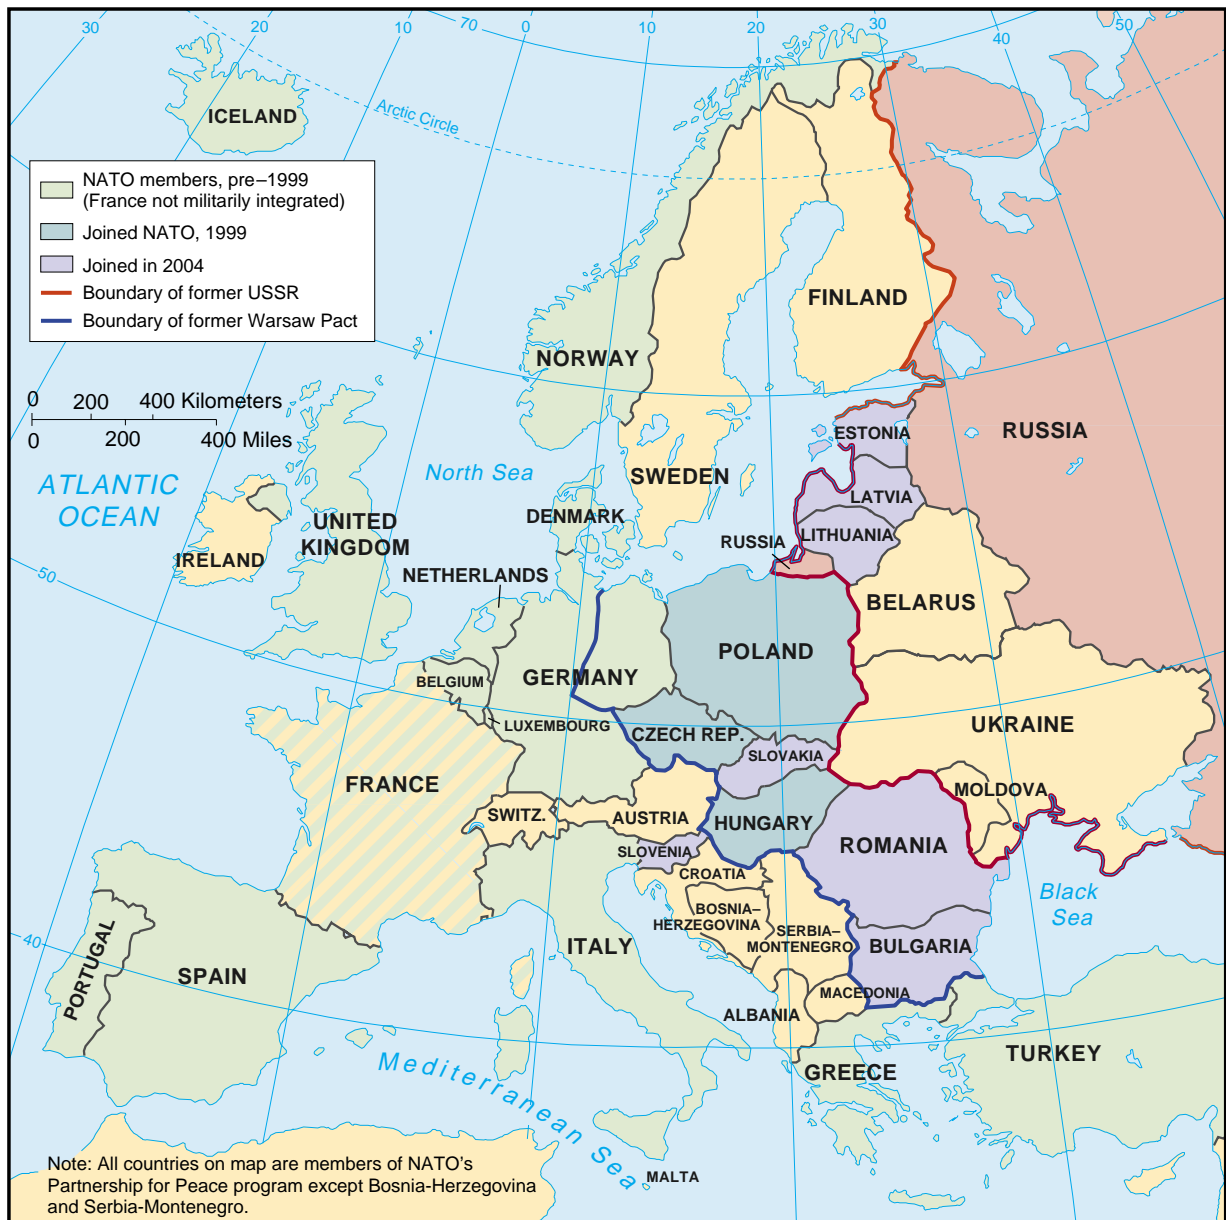 30
20
10
70
0
10
20
30
40
50
Arctic Circle
ICELAND
NATO members, pre–1999
(France not militarily integrated)
Joined NATO, 1999
Joined in 2004
Boundary of former USSR
Boundary of former Warsaw Pact
0 200 400 Kilometers
0 200 400 Miles
FINLAND
NORWAY
SWEDEN
RUSSIA
ESTONIA
LATVIA
LITHUANIA
RUSSIA
North Sea
ATLANTIC
OCEAN
DENMARK
UNITED
KINGDOM
IRELAND
50
NETHERLANDS
BELARUS
POLAND
GERMANY
BELGIUM
LUXEMBOURG
CZECH REP.
UKRAINE
SLOVAKIA
FRANCE
MOLDOVA
SWITZ.
AUSTRIA
HUNGARY
SLOVENIA
ROMANIA
CROATIA
BOSNIA–
HERZEGOVINA
SERBIA–
MONTENEGRO
Black
Sea
ITALY
BULGARIA
40
PORTUGAL
SPAIN
MACEDONIA
ALBANIA
GREECE
TURKEY
Mediterranean Sea
MALTA
Note: All countries on map are members of NATO's
Partnership for Peace program except Bosnia-Herzegovina
and Serbia-Montenegro.